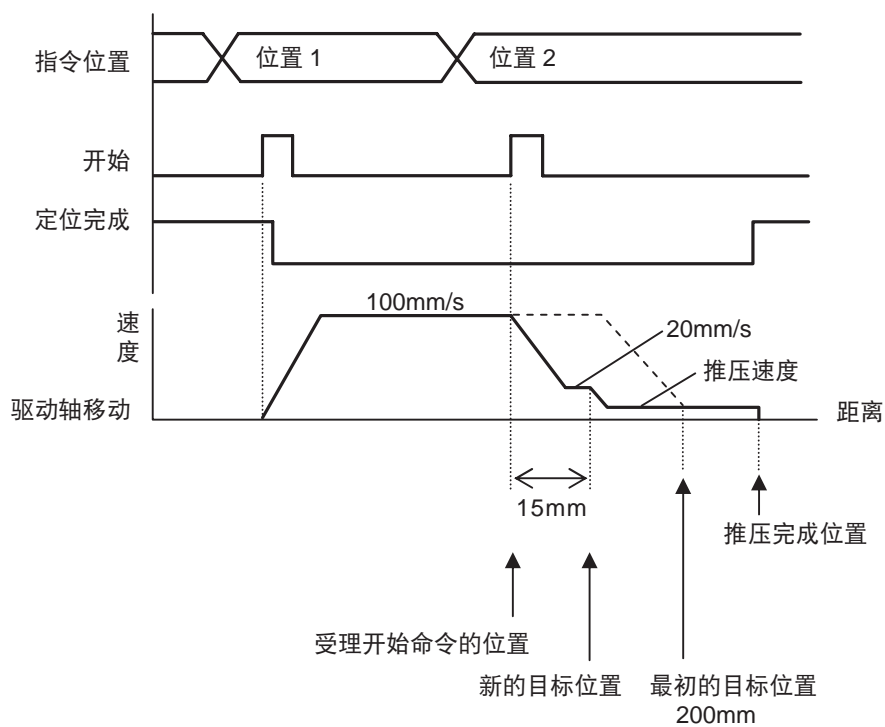 指令位置
位置 1
位置 2
开始
定位完成
速
度
100mm/s
20mm/s
推压速度
驱动轴移动
距离
15mm
推压完成位置
受理开始命令的位置
新的目标位置
最初的目标位置
200mm